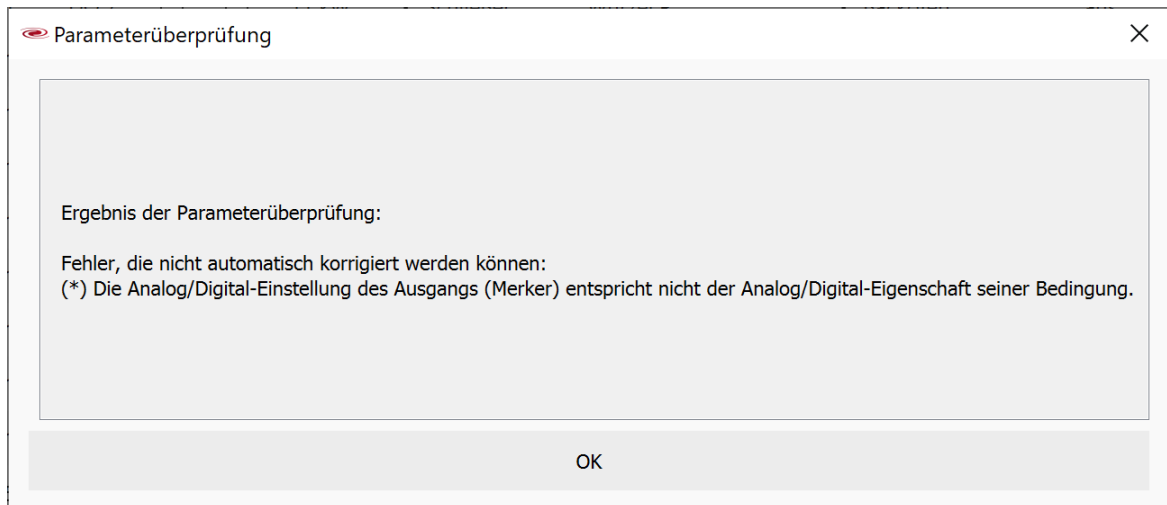 Parameterüberprüfung
Ergebnis der Parameterüberprüfung:
Fehler, die nicht automatisch korrigiert werden können:
(*) Die Analog/Digital-Einstellung des Ausgangs (Merker) entspricht nicht der Analog/Digital-Eigenschaft seiner Bedingung.
OK